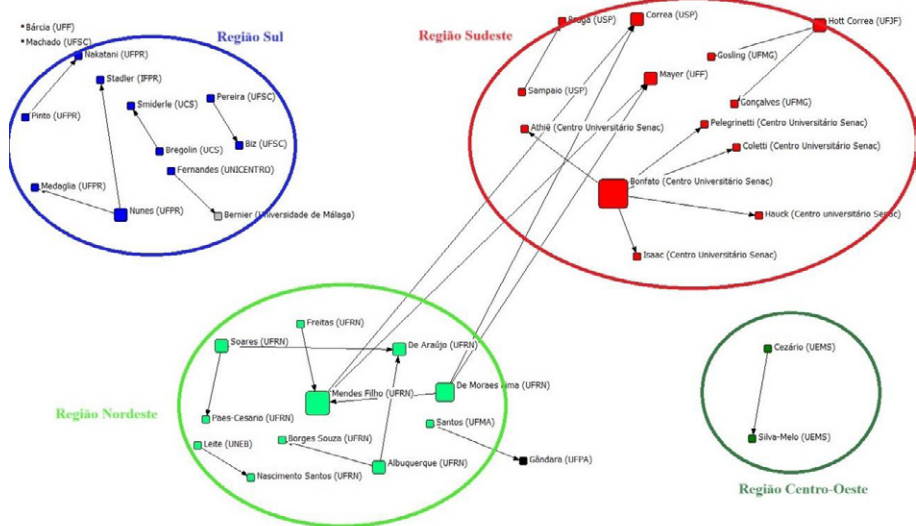 Bárcia (UFF)
Machado (UFSC)
Nakatani (UFPR)
Região Sul
Stadler (IFPR)
Smiderle (UCS)
Pereira (UFSC)
Pinto (UFPR)
Bregolin (UCS)
Biz (UFSC)
Fernandes (UNICENTRO)
Medaglia (UFPR)
Nunes (UFPR)
Bernier (Universidade de Málaga)
Região Sudeste
Braga (USP)
Correa (USP)
Hott Correa (UFJF)
Gosling (UFMG)
Mayer (UFF)
Sampaio (USP)
Gonçalves (UFMG)
Athiê (Centro Universitário Senac)
Pelegrinetti (Centro Universitário Senac)
Coletti (Centro Universitário Senac)
Bonfato (Centro Universitário Senac)
Hauck (Centro universitário Senac)
Isaac (Centro Universitário Senac)
Região Nordeste
Freitas (UFRN)
Soares (UFRN)
De Araújo (UFRN)
Mendes Filho (UFRN)
De Moraes Lima (UFRN)
Paes-Cesario (UFRN)
Santos (UFMA)
Leite (UNEB)
Borges Souza (UFRN)
Albuquerque (UFRN)
Nascimento Santos (UFRN)
Gândara (UFPA)
Cezário (UEMS)
Silva-Melo (UEMS)
Região Centro-Oeste